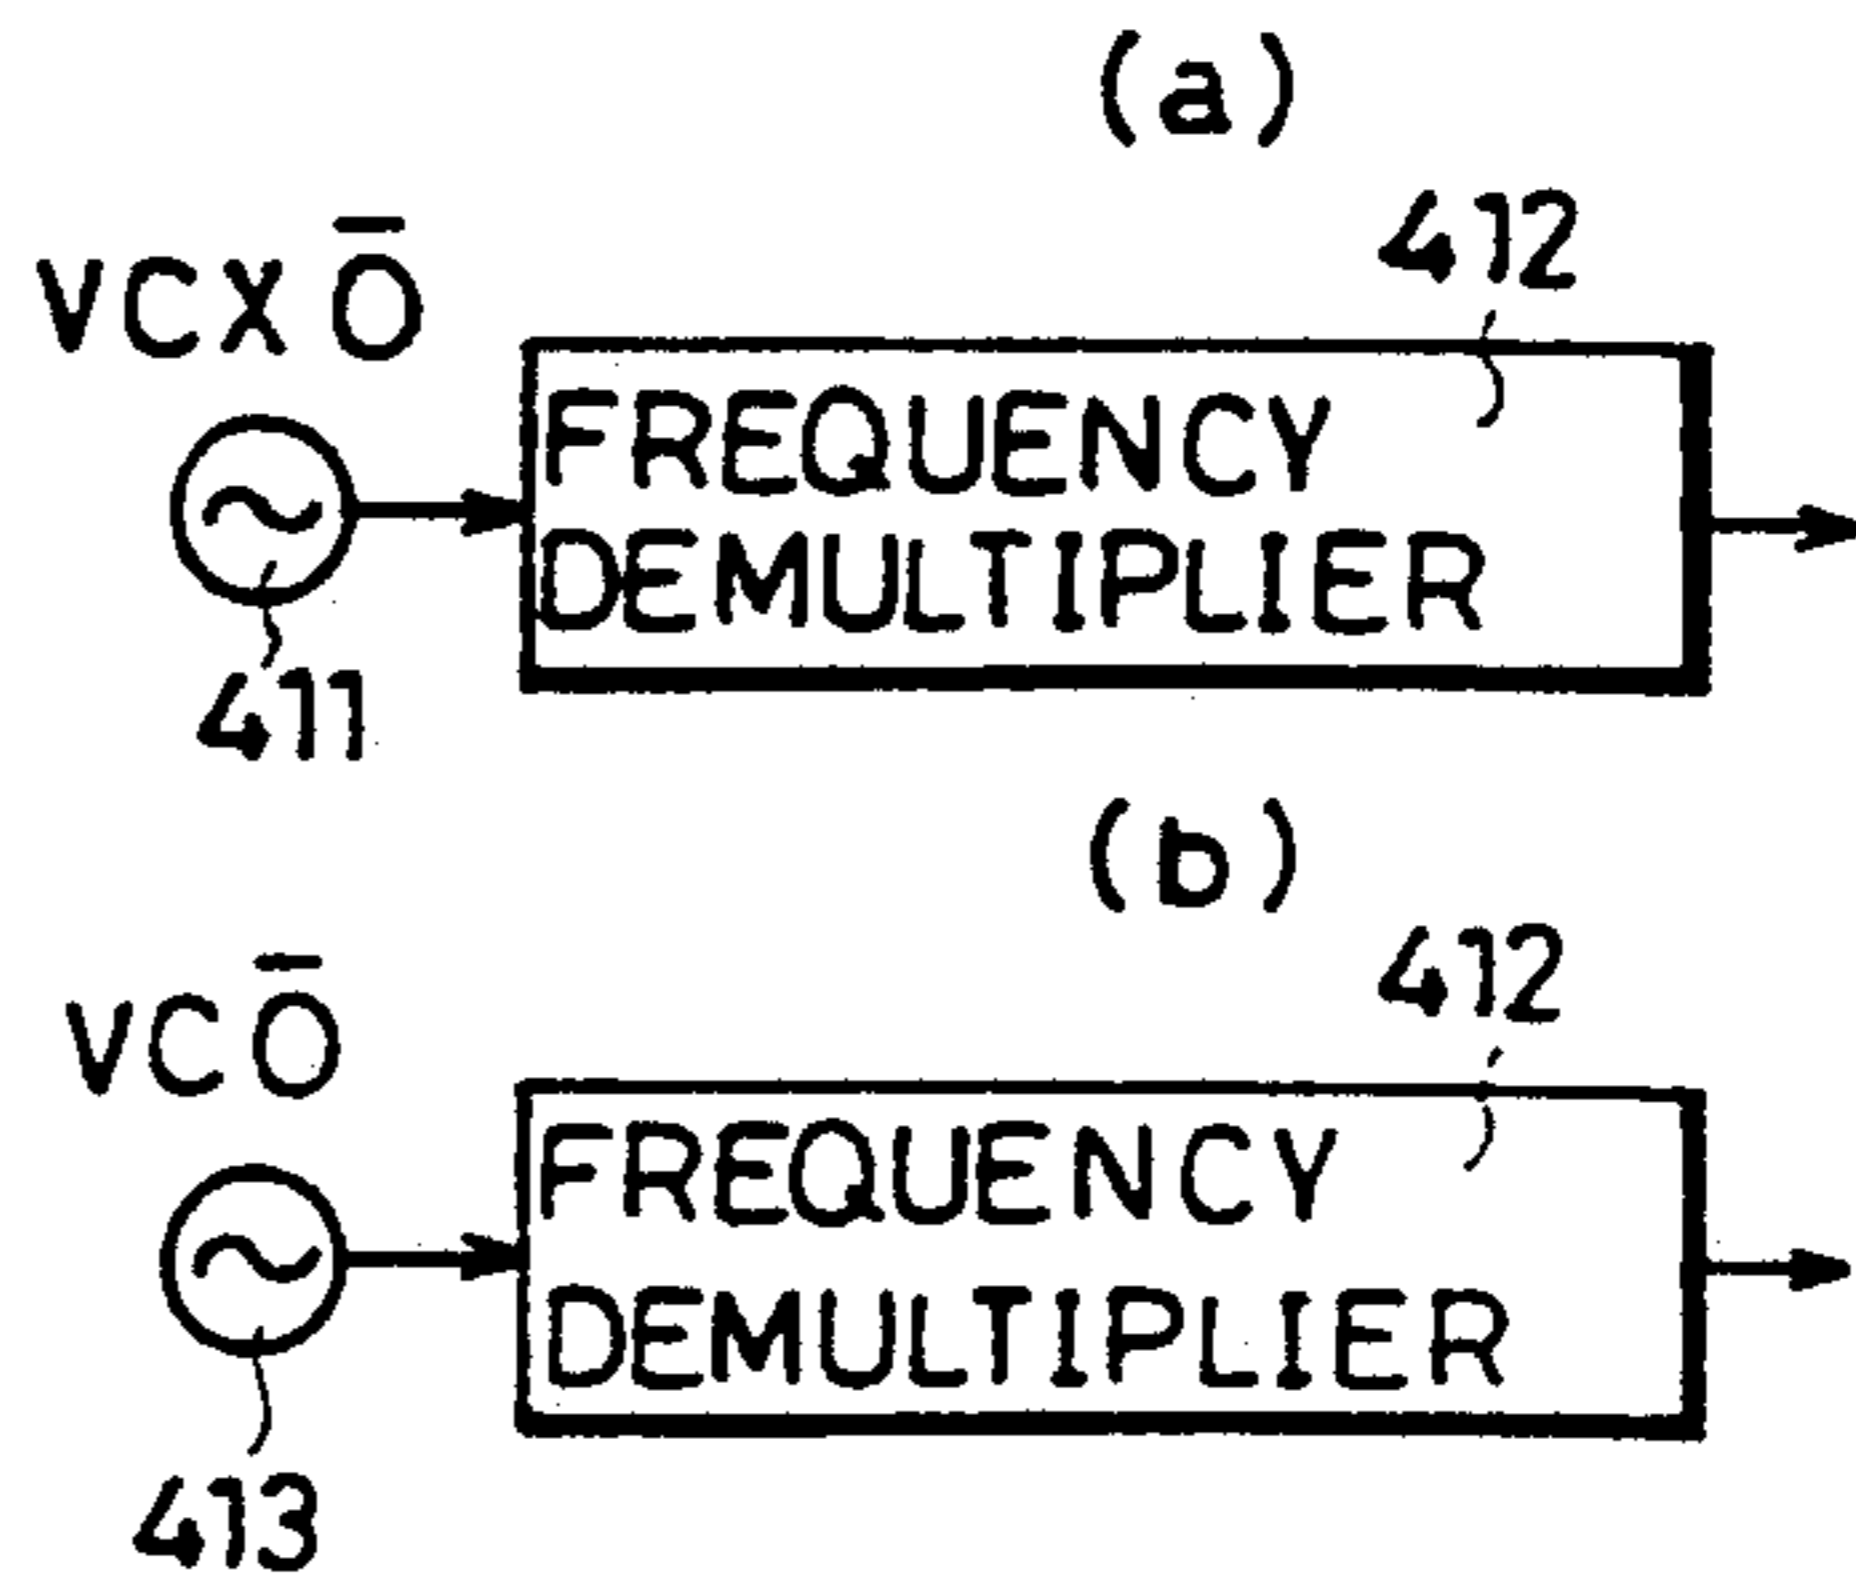 (a)
412
VCXŌ
FREQUENCY
DEMULTIPLIER
411
(b)
412
VCŌ
FREQUENCY
DEMULTIPLIER
413